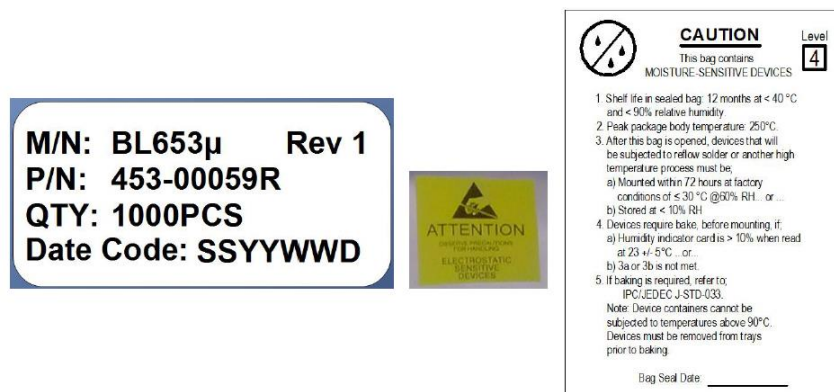 M/N: BL653µ Rev 1
P/N: 453-00059R
QTY: 1000PCS
Date Code: SSYYWWD
ATTENTION
OBSERVE PRECAUTIONS
FOR HANDLING
ELECTROSTATIC
SENSITIVE
DEVICES
CAUTION
Level
4
This bag contains
MOISTURE-SENSITIVE DEVICES
1. Shelf life in sealed bag: 12 months at < 40 °C
and < 90% relative humidity.
2. Peak package body temperature: 250°C.
3. After this bag is opened, devices that will
be subjected to reflow solder or another high
temperature process must be;
a) Mounted within 72 hours at factory
conditions of ≤ 30 °C @60% RH... or ...
b) Stored at < 10% RH
4. Devices require bake, before mounting, if;
a) Humidity indicator card is > 10% when read
at 23 +/- 5°C ...or...
b) 3a or 3b is not met.
5. If baking is required, refer to;
IPC/JEDEC J-STD-033.
Note: Device containers cannot be
subjected to temperatures above 90°C.
Devices must be removed from trays
prior to baking.
Bag Seal Date: